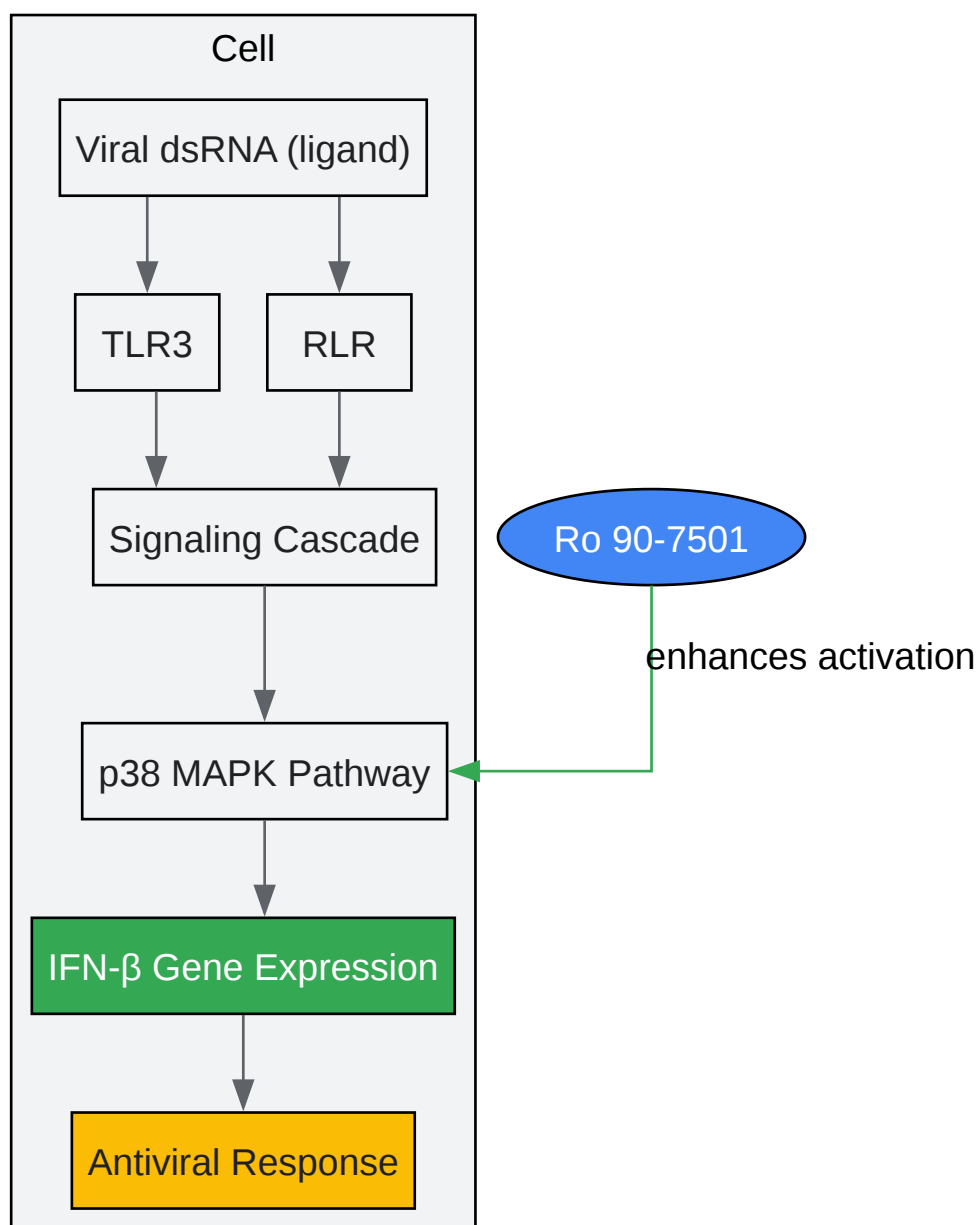 Cell
Viral dsRNA (ligand)
TLR3
RLR
Signaling Cascade
Ro 90-7501
enhances activation
p38 MAPK Pathway
IFN-β Gene Expression
Antiviral Response